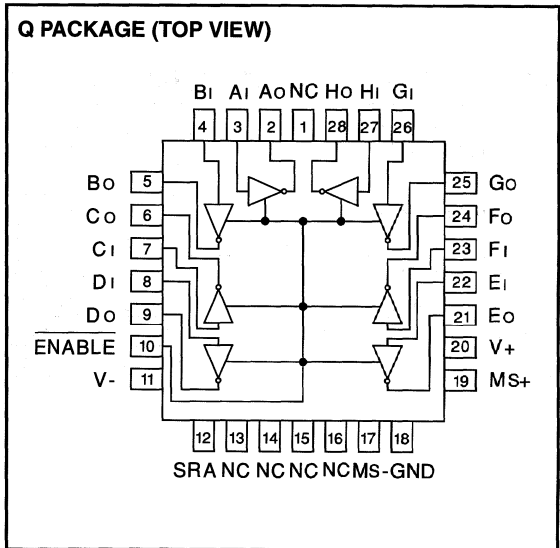 Q PACKAGE (TOP VIEW)
BI AI AO NC HO HI GI
4 3 2 1 28 27 26
BO 5 25 GO
CO 6 24 FO
CI 7 23 FI
DI 8 22 EI
DO 9 21 EO
ENABLE 10 20 V+
V- 11 19 MS+
12 13 14 15 16 17 18
SRA NC NC NC NC MS- GND